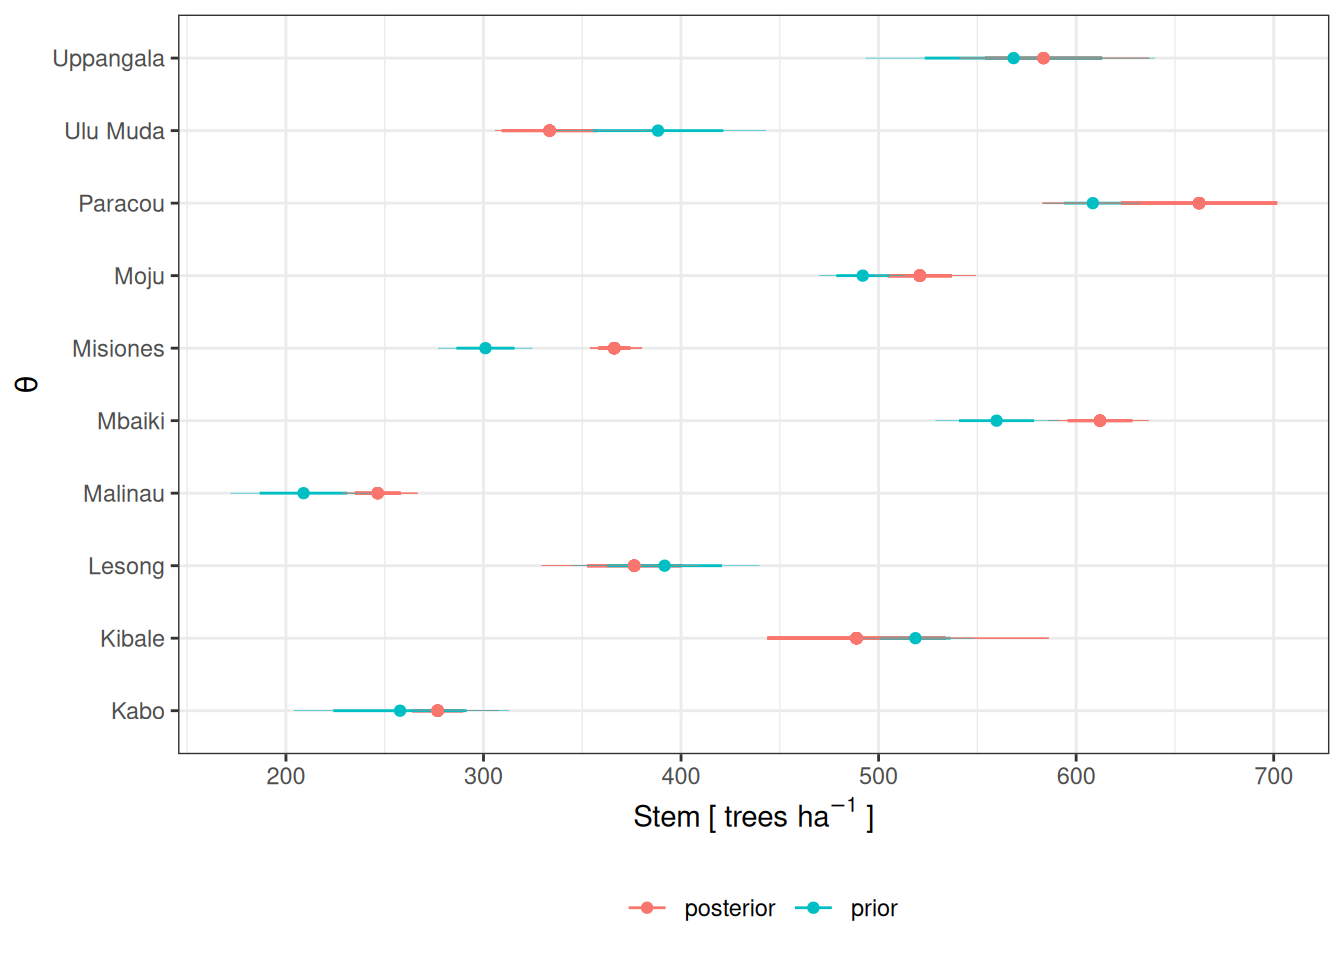 Uppangala
Ulu Muda
Paracou
Moju
Misiones
Mbaiki
Malinau
Lesong
Kibale
Kabo
θ
200 300 400 500 600 700
Stem [ trees ha⁻¹ ]
posterior prior